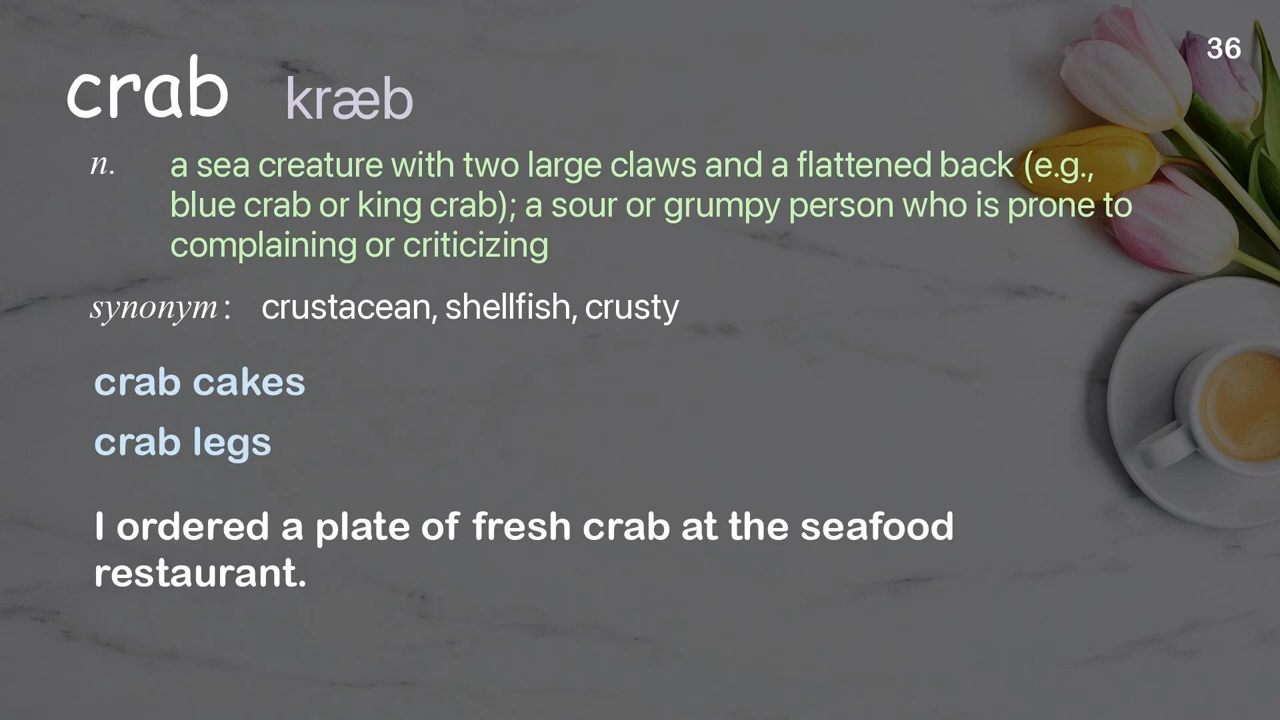 36
crab kræb
n. a sea creature with two large claws and a flattened back (e.g.,
blue crab or king crab); a sour or grumpy person who is prone to
complaining or criticizing
synonym: crustacean, shellfish, crusty
crab cakes
crab legs
I ordered a plate of fresh crab at the seafood
restaurant.